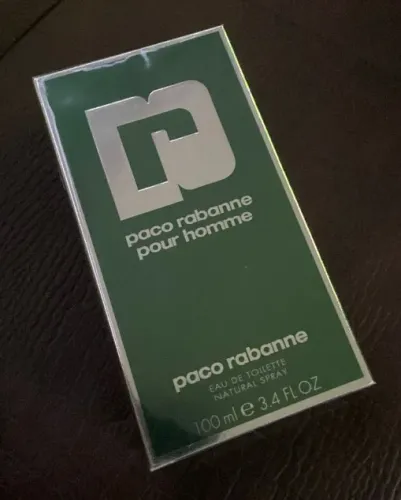 paco rabanne
pour homme
paco rabanne
EAU DE TOILETTE
NATURAL SPRAY
100 ml e 3.4 FL OZ